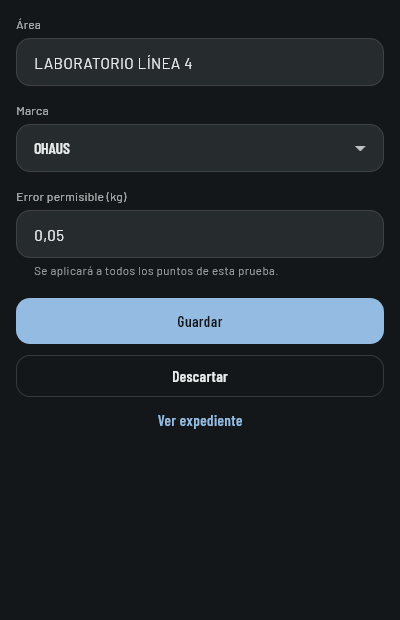 Área
LABORATORIO LÍNEA 4
Marca
OHAUS
Error permisible (kg)
0,05
Se aplicará a todos los puntos de esta prueba.
Guardar
Descartar
Ver expediente